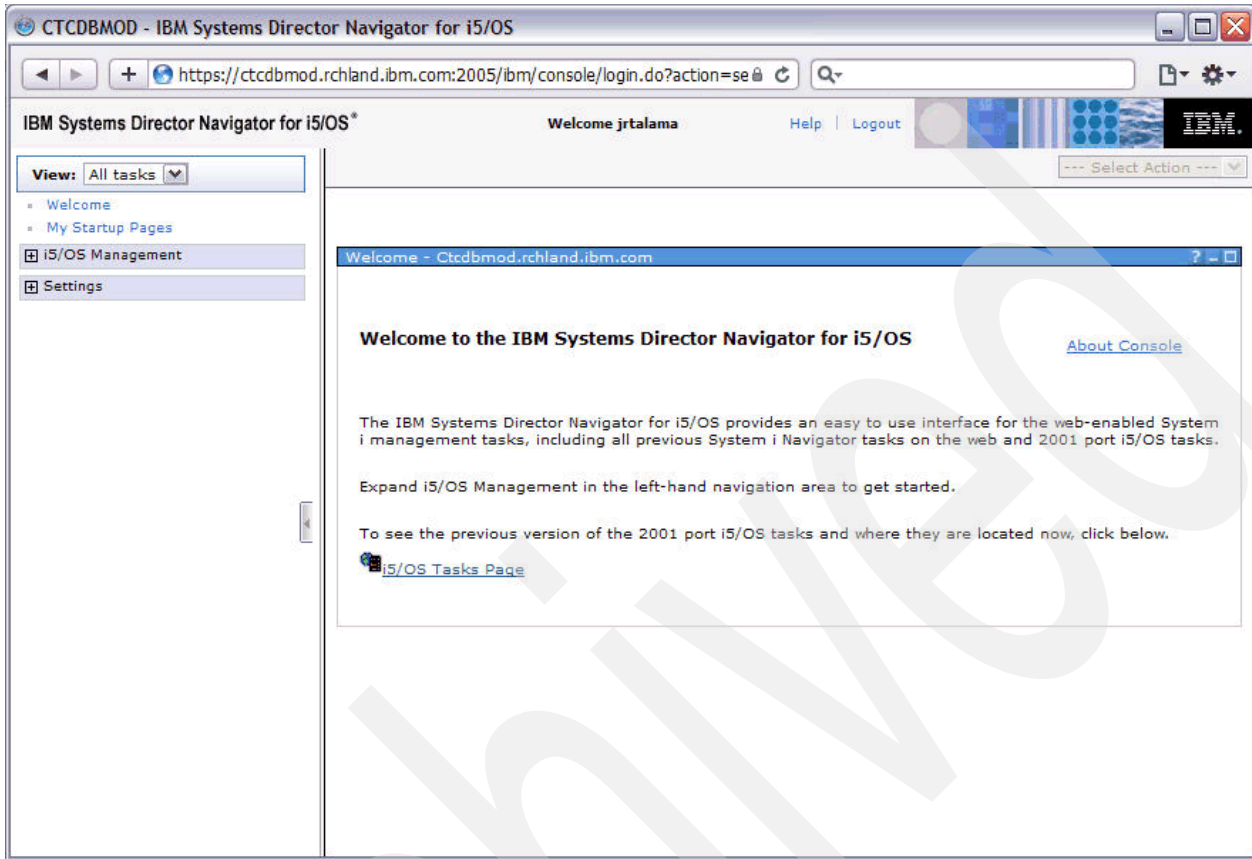 CTCDBMOD - IBM Systems Director Navigator for i5/OS
https://ctcdbmod.rchland.ibm.com:2005/ibm/console/login.do?action=se
IBM Systems Director Navigator for i5/OS®
Welcome jrtalama
Help | Logout
IBM.
View: All tasks
--- Select Action ---
Welcome
My Startup Pages
i5/OS Management
Settings
Welcome - Ctcdbmod.rchland.ibm.com
Welcome to the IBM Systems Director Navigator for i5/OS
About Console
The IBM Systems Director Navigator for i5/OS provides an easy to use interface for the web-enabled System
i management tasks, including all previous System i Navigator tasks on the web and 2001 port i5/OS tasks.
Expand i5/OS Management in the left-hand navigation area to get started.
To see the previous version of the 2001 port i5/OS tasks and where they are located now, click below.
i5/OS Tasks Page
hived